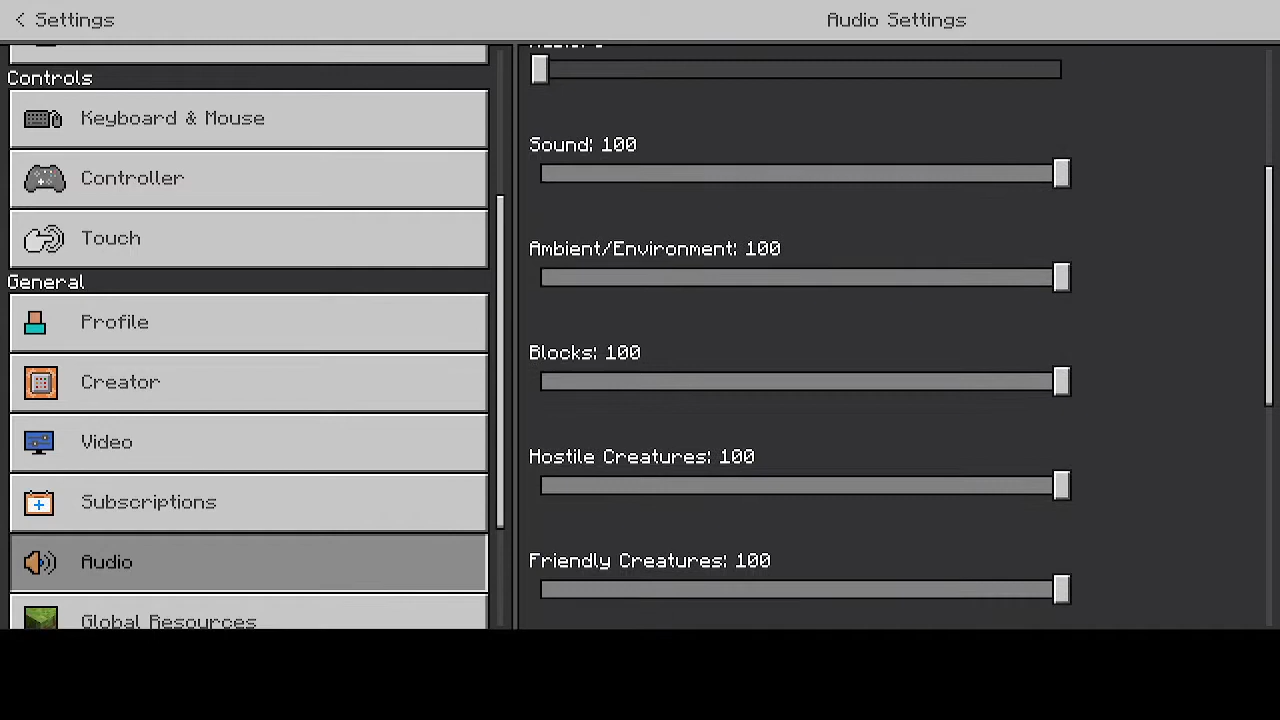 Settings
Audio Settings
Controls
Keyboard & Mouse
Controller
Touch
General
Profile
Creator
Video
Subscriptions
Audio
Global Resources
Sound: 100
Ambient/Environment: 100
Blocks: 100
Hostile Creatures: 100
Friendly Creatures: 100